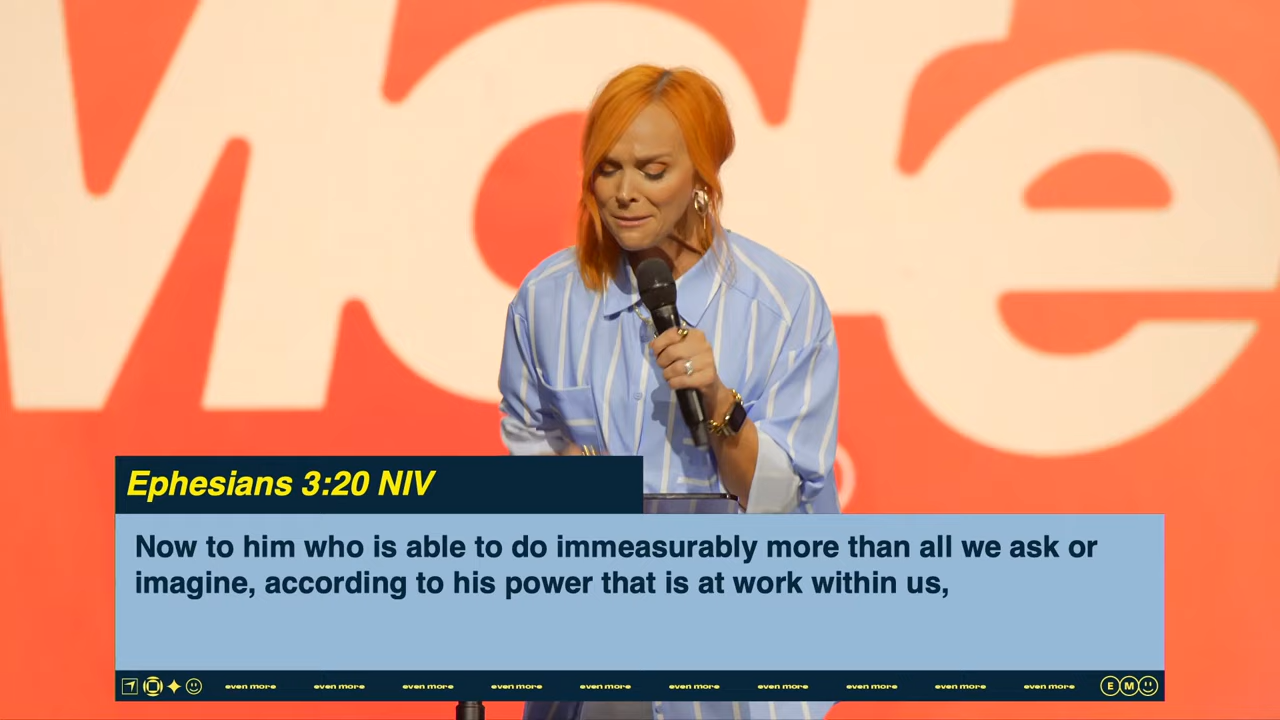 More
Ephesians 3:20 NIV
Now to him who is able to do immeasurably more than all we ask or
imagine, according to his power that is at work within us,
even more even more even more even more even more even more even more even more even more even more
E M